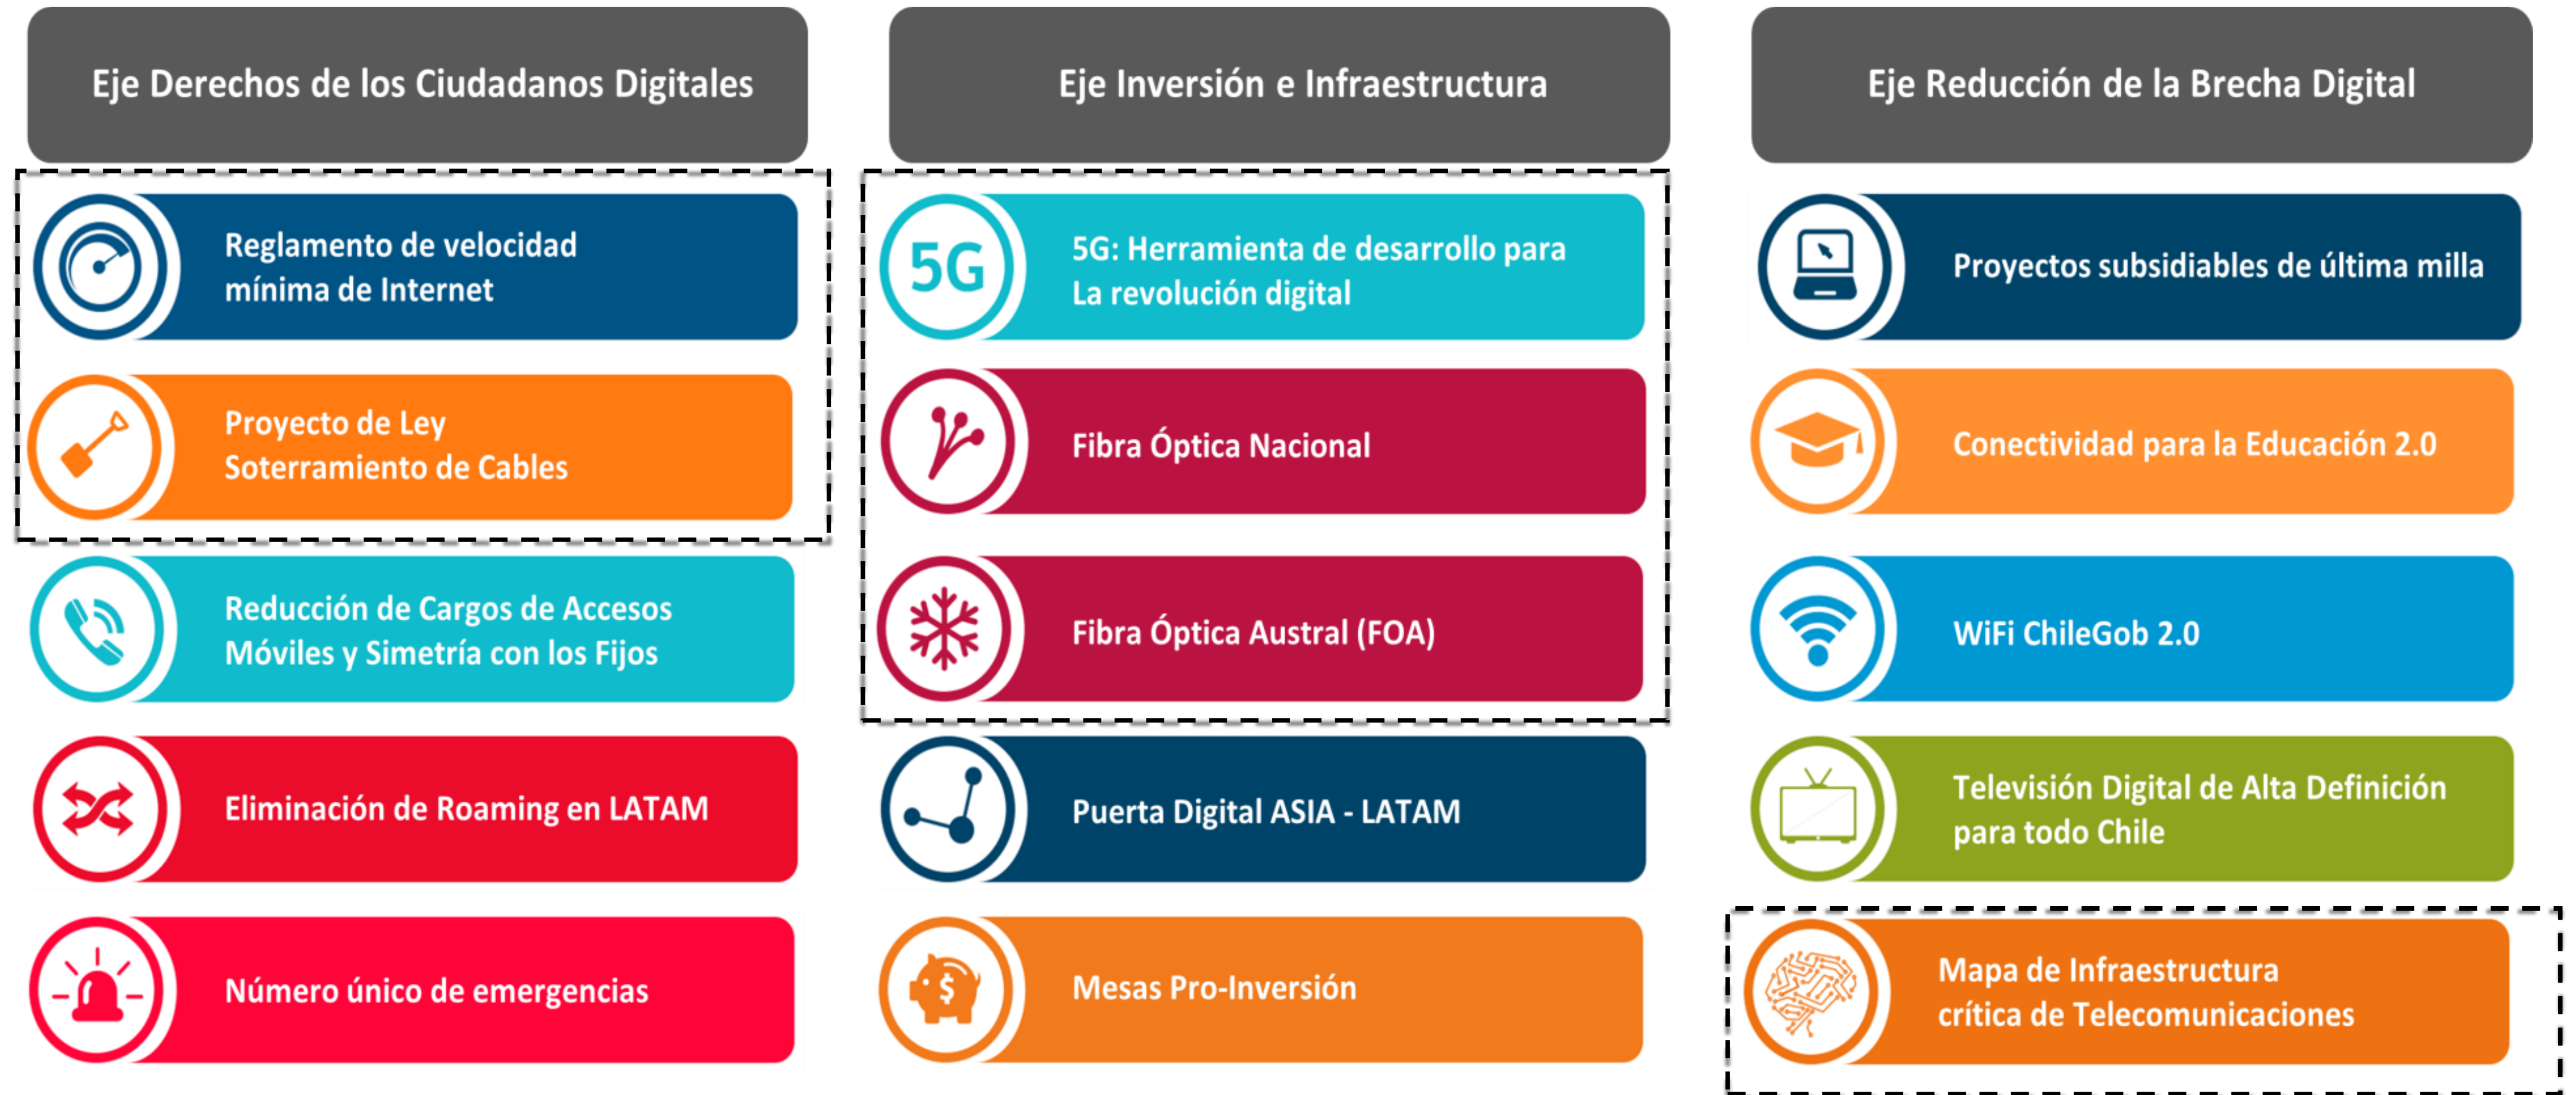 Eje Derechos de los Ciudadanos Digitales
Reglamento de velocidad
mínima de Internet
Proyecto de Ley
Soterramiento de Cables
Reducción de Cargos de Accesos
Móviles y Simetría con los Fijos
Eliminación de Roaming en LATAM
Número único de emergencias
Eje Inversión e Infraestructura
5G
5G: Herramienta de desarrollo para
La revolución digital
Fibra Óptica Nacional
Fibra Óptica Austral (FOA)
Puerta Digital ASIA - LATAM
$
Mesas Pro-Inversión
Eje Reducción de la Brecha Digital
Proyectos subsidiables de última milla
Conectividad para la Educación 2.0
WiFi ChileGob 2.0
Televisión Digital de Alta Definición
para todo Chile
Mapa de Infraestructura
crítica de Telecomunicaciones